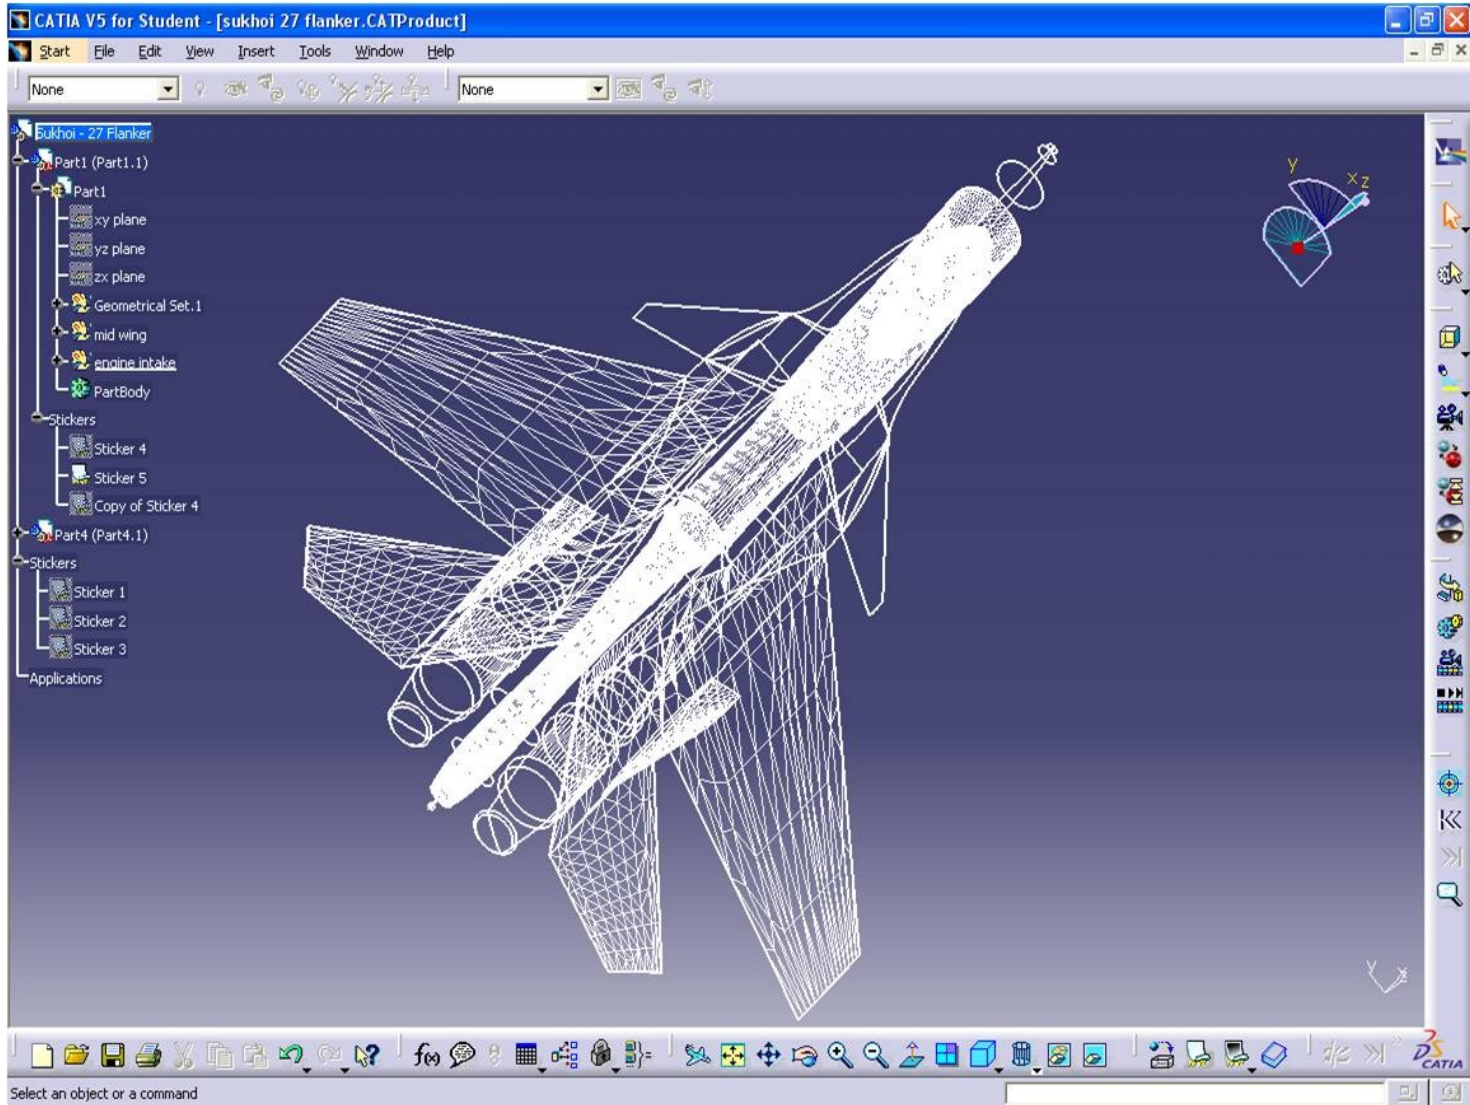 CATIA V5 for Student - [sukhoi 27 flanker.CATProduct]
Start File Edit View Insert Tools Window Help
None None
Sukhoi - 27 Flanker
Part1 (Part1.1)
Part1
xy plane
yz plane
zx plane
Geometrical Set.1
mid wing
engine intake
PartBody
Stickers
Sticker 4
Sticker 5
Copy of Sticker 4
Part4 (Part4.1)
Stickers
Sticker 1
Sticker 2
Sticker 3
Applications
y x z
y z
f(x)
CATIA
Select an object or a command